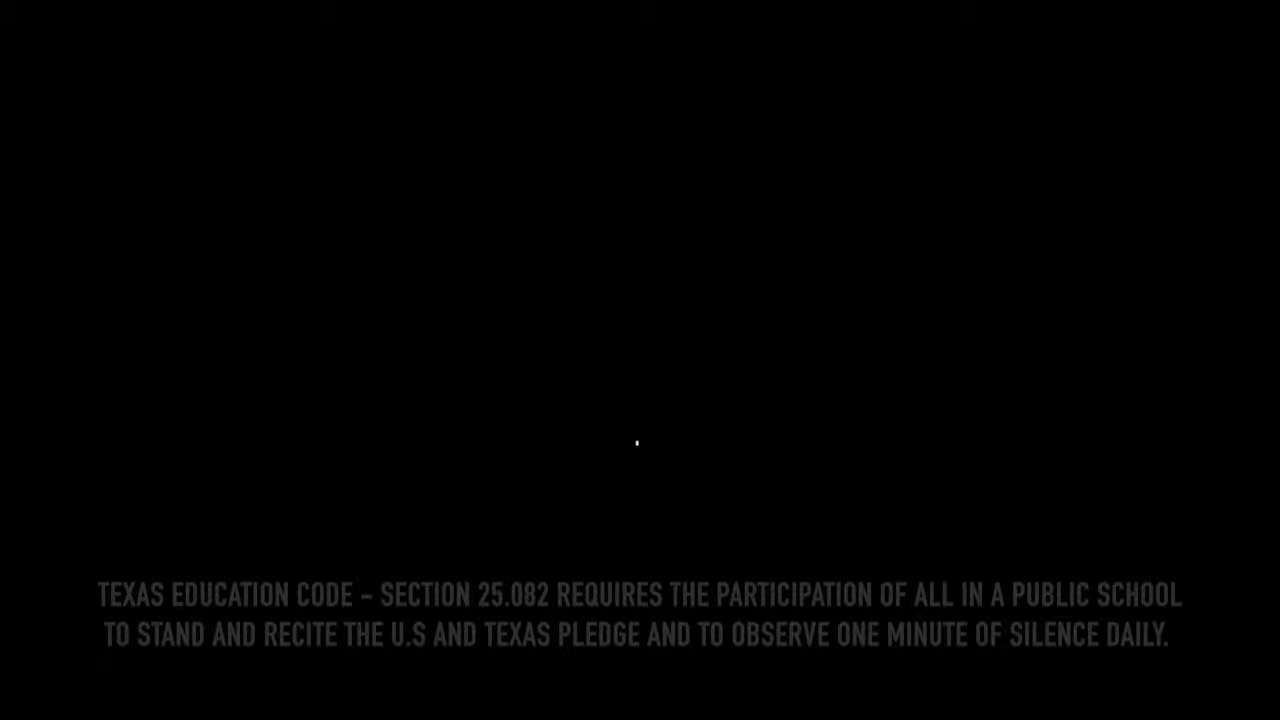 TEXAS EDUCATION CODE – SECTION 25.082 REQUIRES THE PARTICIPATION OF ALL IN A PUBLIC SCHOOL
TO STAND AND RECITE THE U.S AND TEXAS PLEDGE AND TO OBSERVE ONE MINUTE OF SILENCE DAILY.